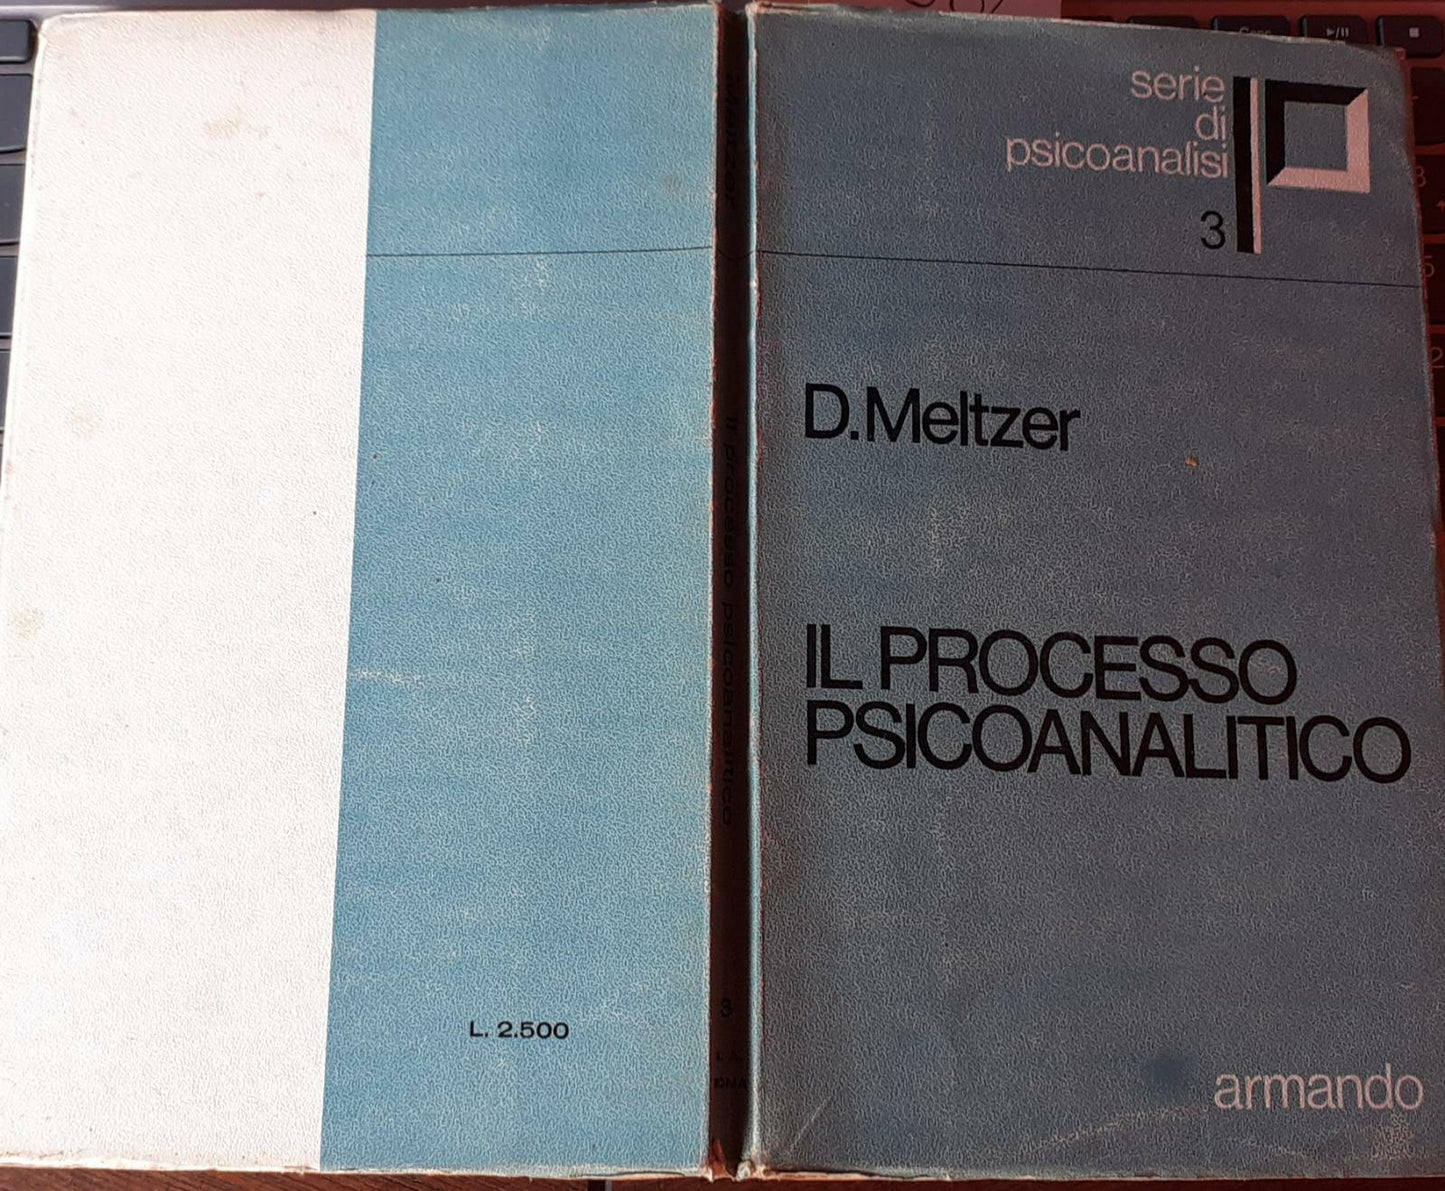 serie
di
psicoanalisi
3
D.Meltzer
IL PROCESSO
PSICOANALITICO
armando
Meltzer
Il processo psicoanalitico
3
L. 2.500